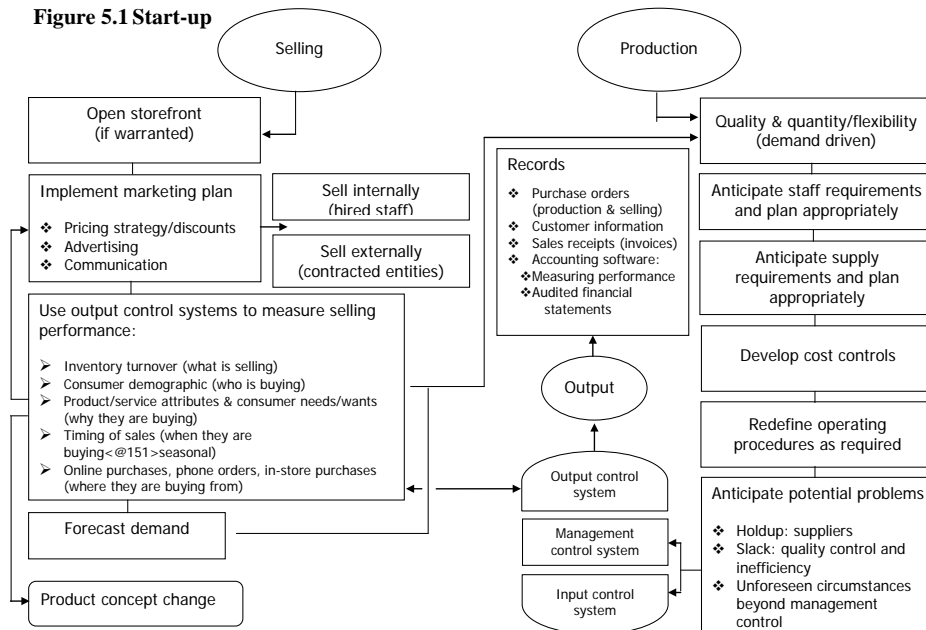 Figure 5.1 Start-up
Selling
Production
Open storefront
(if warranted)
Implement marketing plan
❖ Pricing strategy/discounts
❖ Advertising
❖ Communication
Sell internally
(hired staff)
Sell externally
(contracted entities)
Use output control systems to measure selling
performance:
➢ Inventory turnover (what is selling)
➢ Consumer demographic (who is buying)
➢ Product/service attributes & consumer needs/wants
(why they are buying)
➢ Timing of sales (when they are
buying<@151>seasonal)
➢ Online purchases, phone orders, in-store purchases
(where they are buying from)
Forecast demand
Product concept change
Records
❖ Purchase orders
(production & selling)
❖ Customer information
❖ Sales receipts (invoices)
❖ Accounting software:
❖Measuring performance
❖Audited financial
statements
Output
Output control
system
Management
control system
Input control
system
Quality & quantity/flexibility
(demand driven)
Anticipate staff requirements
and plan appropriately
Anticipate supply
requirements and plan
appropriately
Develop cost controls
Redefine operating
procedures as required
Anticipate potential problems
❖ Holdup: suppliers
❖ Slack: quality control and
inefficiency
❖ Unforeseen circumstances
beyond management
control